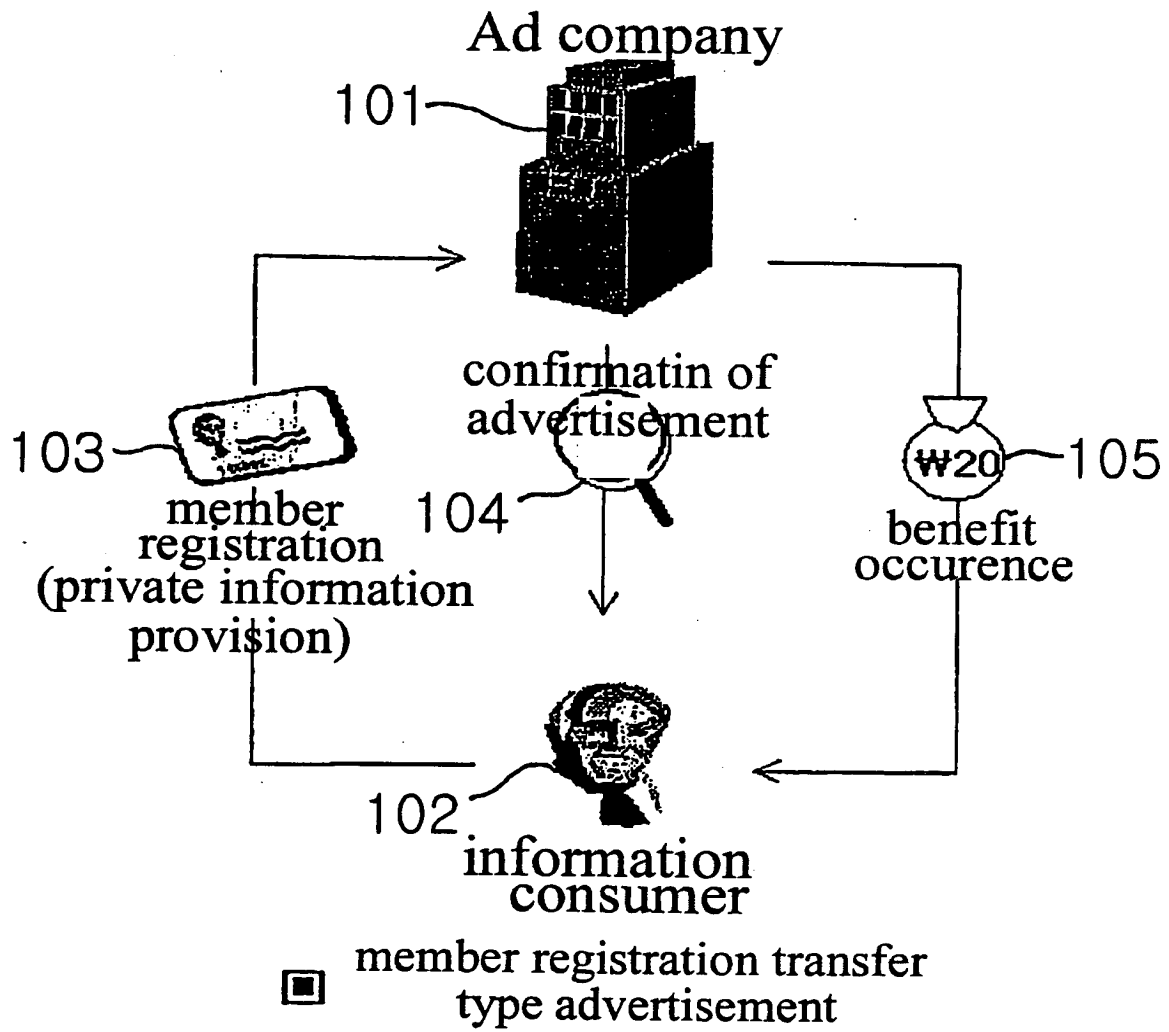 Ad company
101
confirmatin of
advertisement
103
104
₩20
105
member
registration
(private information
provision)
benefit
occurence
102
information
consumer
member registration transfer
type advertisement